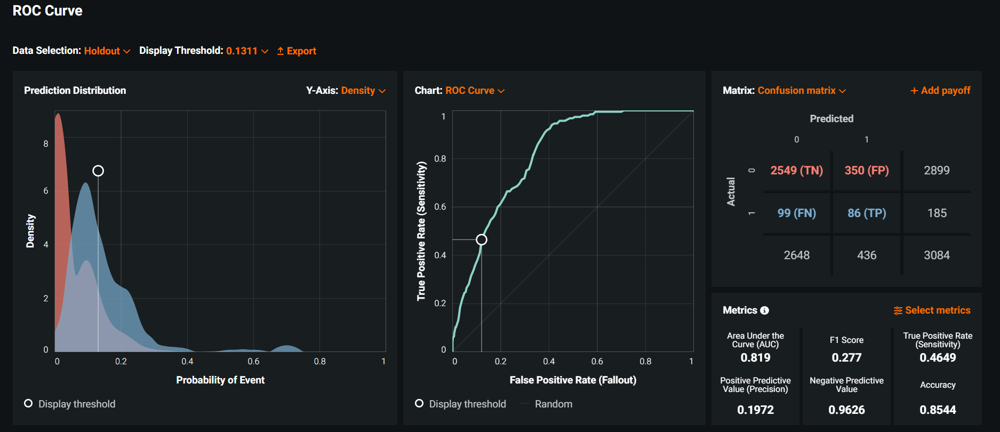 ROC Curve
Data Selection: Holdout Display Threshold: 0.1311 Export
Prediction Distribution
Y-Axis: Density
8
6
4
2
0
Density
0 0.2 0.4 0.6 0.8 1
Probability of Event
Display threshold
Chart: ROC Curve
1
0.8
0.6
0.4
0.2
0
True Positive Rate (Sensitivity)
0 0.2 0.4 0.6 0.8 1
False Positive Rate (Fallout)
Display threshold Random
Matrix: Confusion matrix
+ Add payoff
Predicted
0 1
Actual
0 2549 (TN) 350 (FP) 2899
1 99 (FN) 86 (TP) 185
2648 436 3084
Metrics
Select metrics
Area Under the
Curve (AUC)
0.819
F1 Score
0.277
True Positive Rate
(Sensitivity)
0.4649
Positive Predictive
Value (Precision)
0.1972
Negative Predictive
Value
0.9626
Accuracy
0.8544